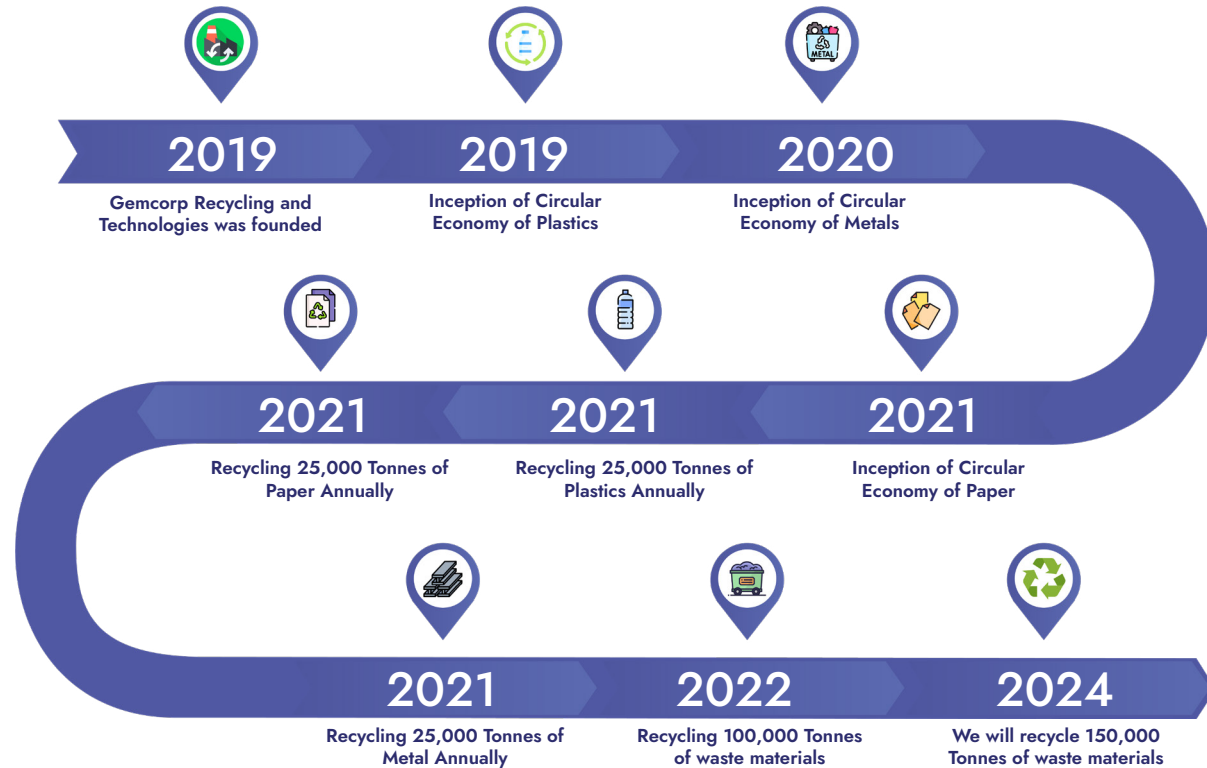 METAL
2019
2019
2020
Gemcorp Recycling and
Technologies was founded
Inception of Circular
Economy of Plastics
Inception of Circular
Economy of Metals
2021
2021
2021
Inception of Circular
Economy of Paper
Recycling 25,000 Tonnes of
Plastics Annually
Recycling 25,000 Tonnes of
Paper Annually
2021
2022
2024
Recycling 25,000 Tonnes of
Metal Annually
Recycling 100,000 Tonnes
of waste materials
We will recycle 150,000
Tonnes of waste materials